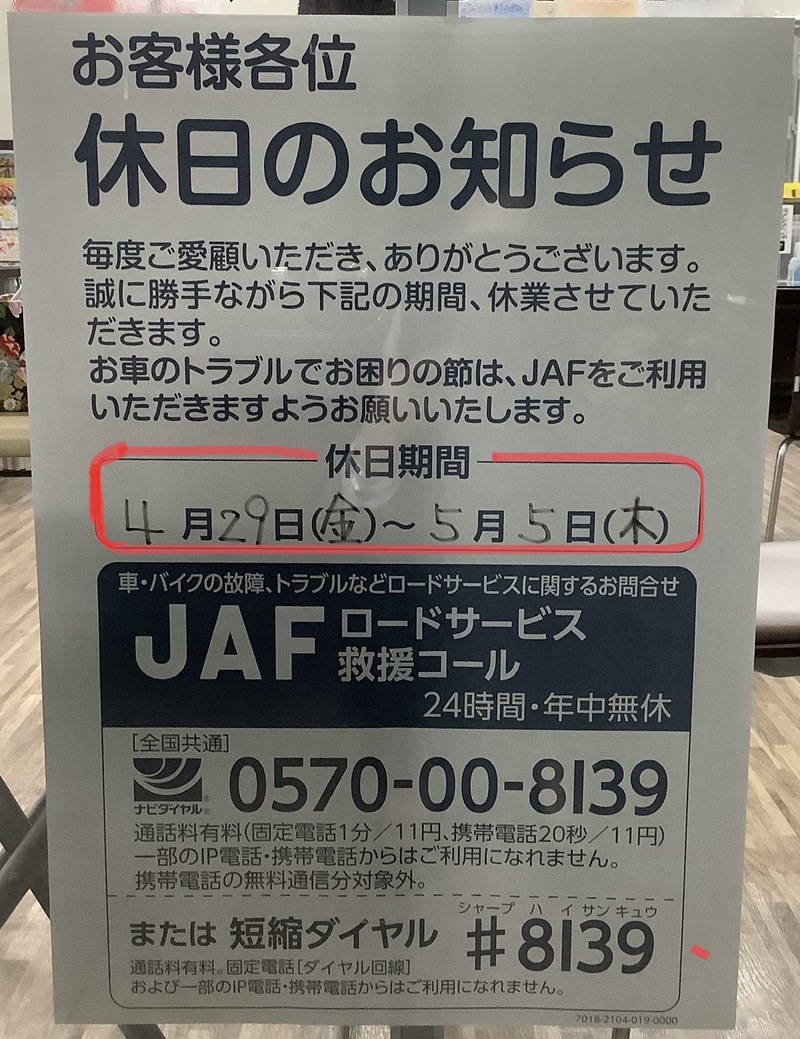 お客様各位
休日のお知らせ
毎度ご愛顧いただき、ありがとうございます。
誠に勝手ながら下記の期間、休業させていた
だきます。
お車のトラブルでお困りの節は、JAFをご利用
いただきますようお願いいたします。
休日期間
4月29日(金)〜5月5日(木)
車・バイクの故障、トラブルなどロードサービスに関するお問合せ
JAF ロードサービス
救援コール
24時間・年中無休
[全国共通]
ナビダイヤル® 0570-00-8139
通話料有料(固定電話1分/11円、携帯電話20秒/11円)
一部のIP電話・携帯電話からはご利用になれません。
携帯電話の無料通信分対象外。
シャープ ハイ サンキュウ
または 短縮ダイヤル #8139
通話料有料。固定電話[ダイヤル回線]
および一部のIP電話・携帯電話からはご利用になれません。
7018-2104-019-0000